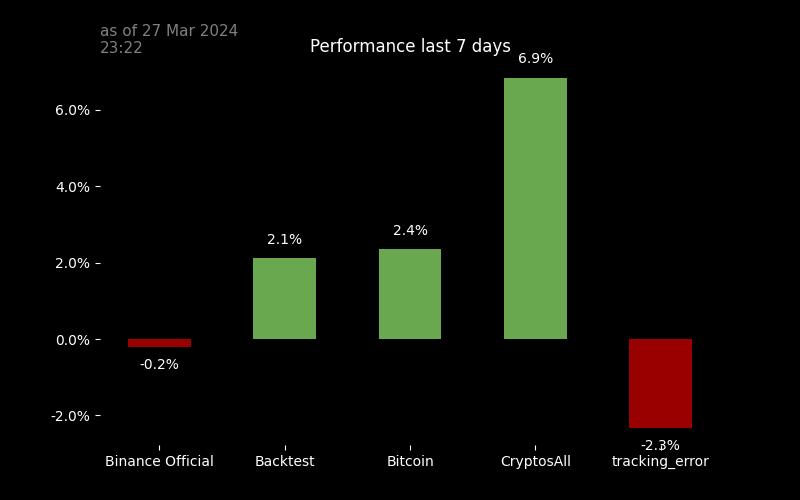 as of 27 Mar 2024
23:22
Performance last 7 days
6.9%
6.0%
4.0%
2.4%
2.1%
2.0%
0.0%
-0.2%
-2.0%
-2.3%
Binance Official
Backtest
Bitcoin
CryptosAll
tracking_error